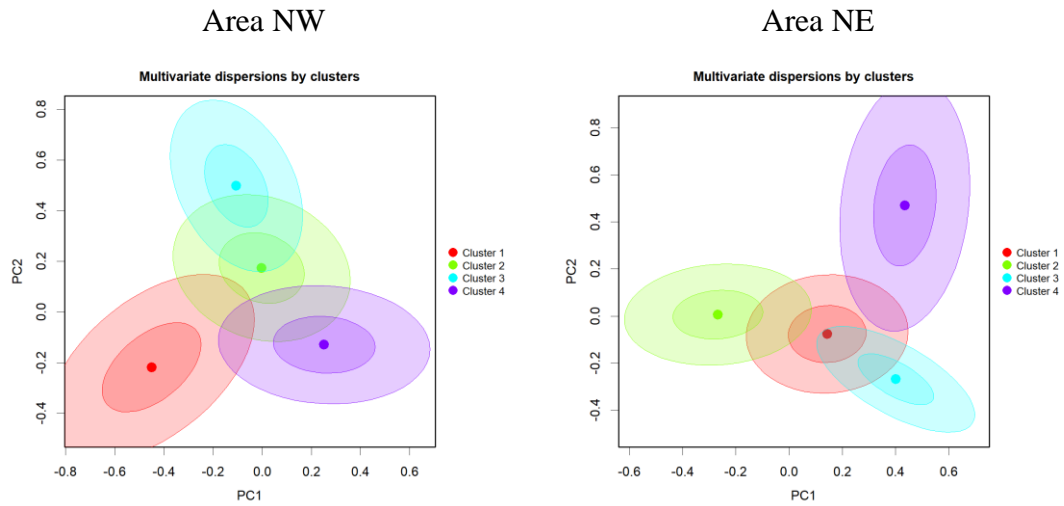 Area NW
Multivariate dispersions by clusters
PC2
0.8
0.6
0.4
0.2
0.0
-0.2
-0.4
-0.8 -0.6 -0.4 -0.2 0.0 0.2 0.4 0.6
PC1
Cluster 1
Cluster 2
Cluster 3
Cluster 4
Area NE
Multivariate dispersions by clusters
PC2
0.8
0.6
0.4
0.2
0.0
-0.2
-0.4
-0.6 -0.4 -0.2 0.0 0.2 0.4 0.6
PC1
Cluster 1
Cluster 2
Cluster 3
Cluster 4